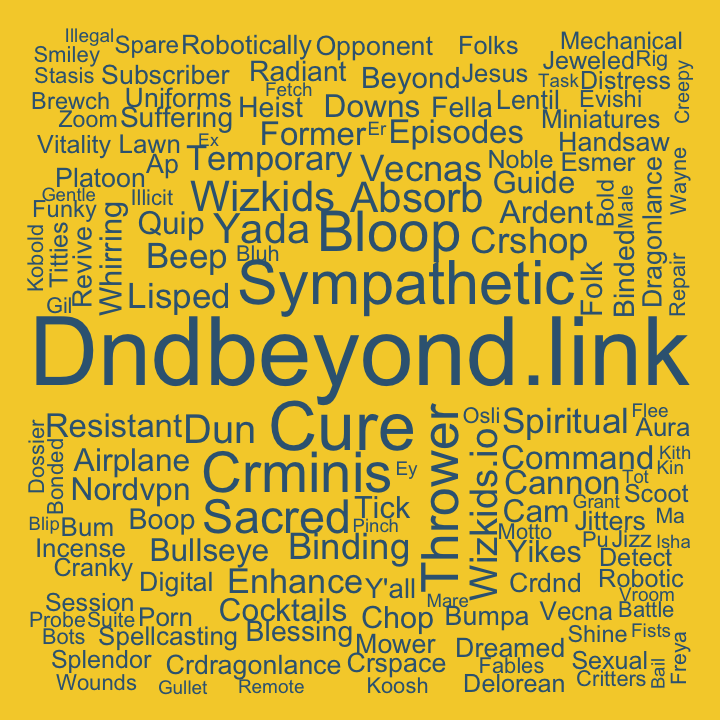 Illegal
Smiley
Spare
Robotically
Opponent
Folks
Mechanical
Stasis
Subscriber
Radiant
Beyond
Jesus
Jeweled
Rig
Task
Distress
Creepy
Brewch
Uniforms
Fetch
Zoom
Suffering
Heist
Downs
Fella
Lentil
Evishi
Miniatures
Vitality
Lawn
Ex
Former
Er
Episodes
Handsaw
Platoon
Ap
Temporary
Vecnas
Noble
Esmer
Gentle
Funky
Illicit
Wizkids
Absorb
Guide
Bold
Male
Wayne
Kobold
Titties
Revive
Whirring
Quip
Yada
Bloop
Ardent
Crshop
Dragonlance
Beep
Bluh
Gil
Lisped
Sympathetic
Folk
Binded
Repair
Dndbeyond.link
Resistant
Dun
Cure
Thrower
Osli
Spiritual
Flee
Aura
Dossier
Bonded
Airplane
Crminis
Ey
Wizkids.io
Command
Kith
Kin
Nordvpn
Cannon
Tot
Scoot
Blip
Bum
Boop
Sacred
Tick
Pinch
Cam
Grant
Jitters
Ma
Incense
Bullseye
Binding
Motto
Yikes
Pu
Jizz
Isha
Cranky
Detect
Digital
Enhance
Y'all
Crdnd
Robotic
Session
Cocktails
Mare
Vroom
Probe
Suite
Porn
Chop
Bumpa
Vecna
Battle
Bots
Spellcasting
Blessing
Mower
Dreamed
Shine
Fists
Splendor
Crdragonlance
Crspace
Fables
Sexual
Bail
Freya
Wounds
Gullet
Remote
Koosh
Delorean
Critters